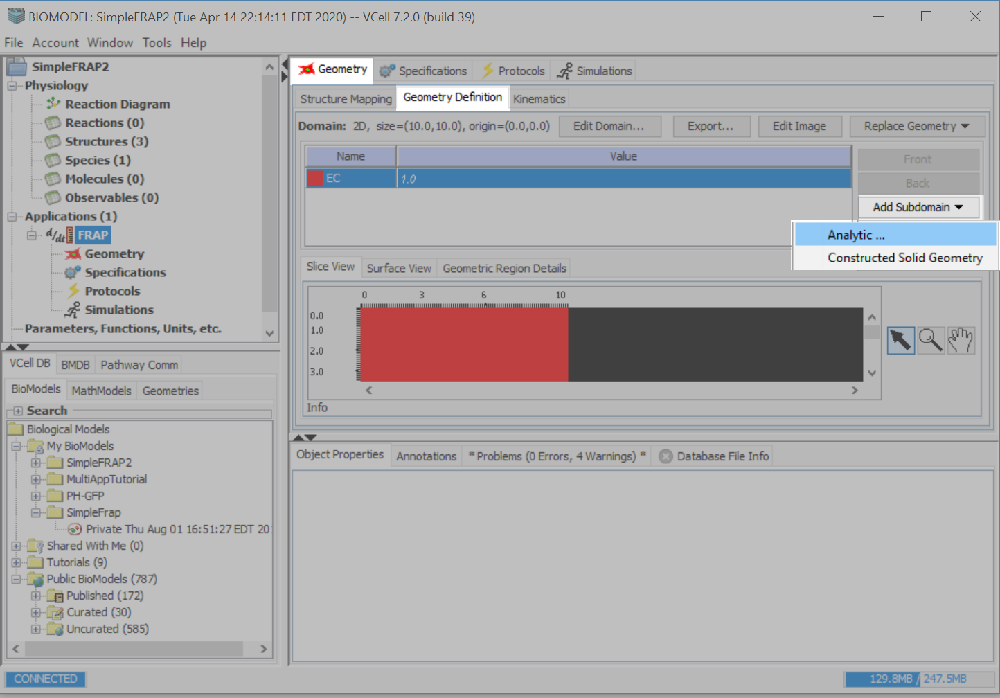 BIOMODEL: SimpleFRAP2 (Tue Apr 14 22:14:11 EDT 2020) -- VCell 7.2.0 (build 39)
File Account Window Tools Help
SimpleFRAP2
Physiology
Reaction Diagram
Reactions (0)
Structures (3)
Species (1)
Molecules (0)
Observables (0)
Applications (1)
d/dt FRAP
Geometry
Specifications
Protocols
Simulations
Parameters, Functions, Units, etc.
VCell DB BMDB Pathway Comm
BioModels MathModels Geometries
Search
Biological Models
My BioModels
SimpleFRAP2
MultiAppTutorial
PH-GFP
SimpleFrap
Private Thu Aug 01 16:51:27 EDT 20
Shared With Me (0)
Tutorials (9)
Public BioModels (787)
Published (172)
Curated (30)
Uncurated (585)
Geometry Specifications Protocols Simulations
Structure Mapping Geometry Definition Kinematics
Domain: 2D, size=(10.0,10.0), origin=(0.0,0.0) Edit Domain... Export... Edit Image Replace Geometry
Name Value
EC 1.0
Front
Back
Add Subdomain
Analytic ...
Constructed Solid Geometry
Slice View Surface View Geometric Region Details
0 3 6 10
0.0
1.0
2.0
3.0
Info
Object Properties Annotations * Problems (0 Errors, 4 Warnings) * Database File Info
CONNECTED 129.8MB / 247.5MB